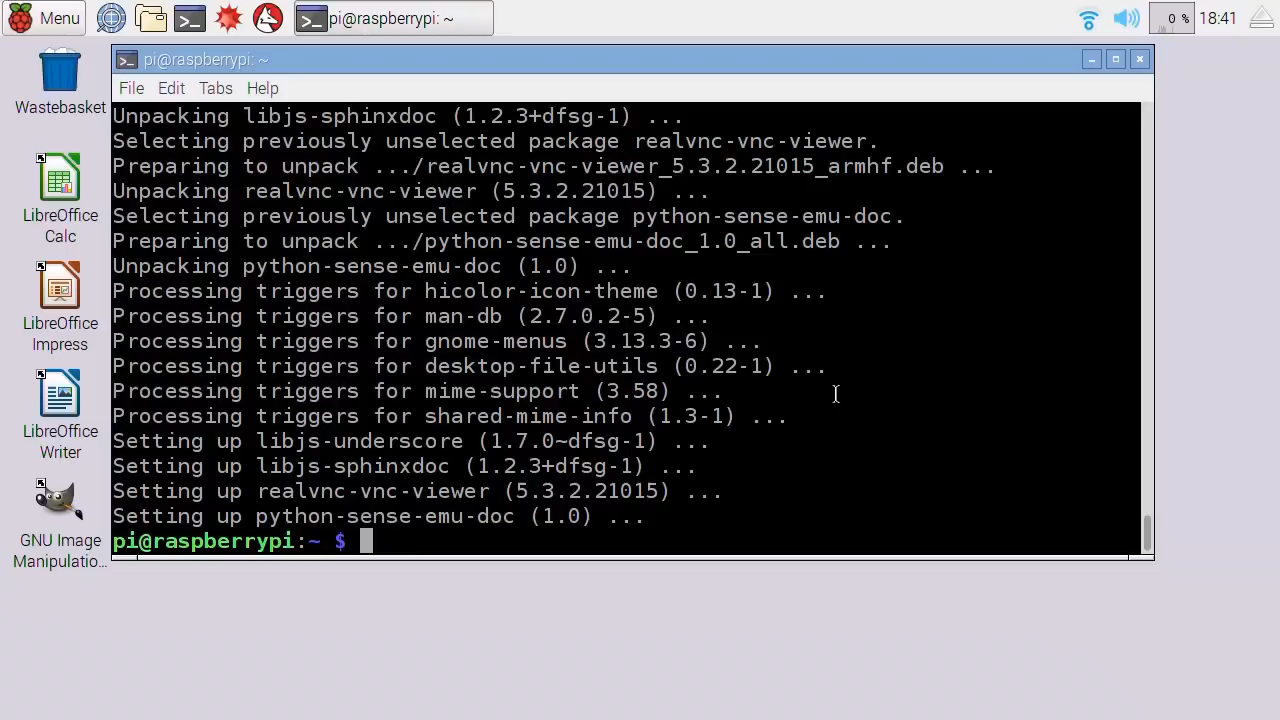 Menu
pi@raspberrypi: ~
0 %
18:41
pi@raspberrypi: ~
File Edit Tabs Help
Wastebasket
LibreOffice
Calc
LibreOffice
Impress
LibreOffice
Writer
GNU Image
Manipulatio...
Unpacking libjs-sphinxdoc (1.2.3+dfsg-1) ...
Selecting previously unselected package realvnc-vnc-viewer.
Preparing to unpack .../realvnc-vnc-viewer_5.3.2.21015_armhf.deb ...
Unpacking realvnc-vnc-viewer (5.3.2.21015) ...
Selecting previously unselected package python-sense-emu-doc.
Preparing to unpack .../python-sense-emu-doc_1.0_all.deb ...
Unpacking python-sense-emu-doc (1.0) ...
Processing triggers for hicolor-icon-theme (0.13-1) ...
Processing triggers for man-db (2.7.0.2-5) ...
Processing triggers for gnome-menus (3.13.3-6) ...
Processing triggers for desktop-file-utils (0.22-1) ...
Processing triggers for mime-support (3.58) ...
Processing triggers for shared-mime-info (1.3-1) ...
Setting up libjs-underscore (1.7.0~dfsg-1) ...
Setting up libjs-sphinxdoc (1.2.3+dfsg-1) ...
Setting up realvnc-vnc-viewer (5.3.2.21015) ...
Setting up python-sense-emu-doc (1.0) ...
pi@raspberrypi:~ $